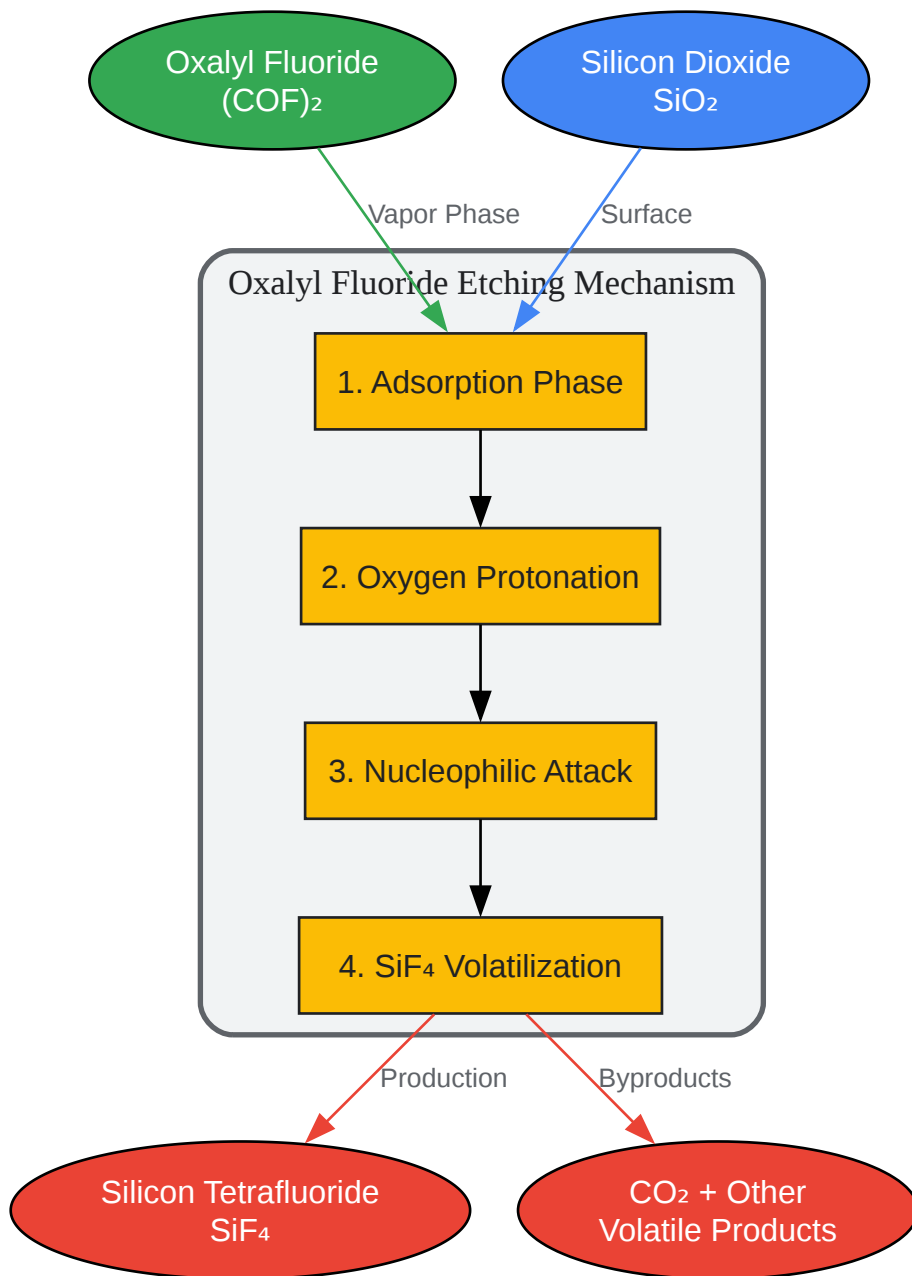 Oxalyl Fluoride
(COF)₂
Silicon Dioxide
SiO₂
Vapor Phase
Surface
Oxalyl Fluoride Etching Mechanism
1. Adsorption Phase
2. Oxygen Protonation
3. Nucleophilic Attack
4. SiF₄ Volatilization
Production
Byproducts
Silicon Tetrafluoride
SiF₄
CO₂ + Other
Volatile Products